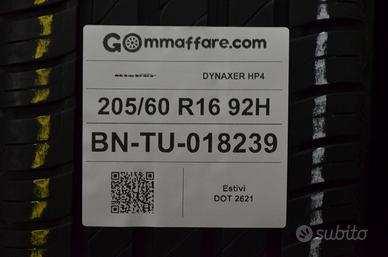 GOmmaffare.com
DYNAXER HP4
205/60 R16 92H
BN-TU-018239
Estivi
DOT 2621
subito